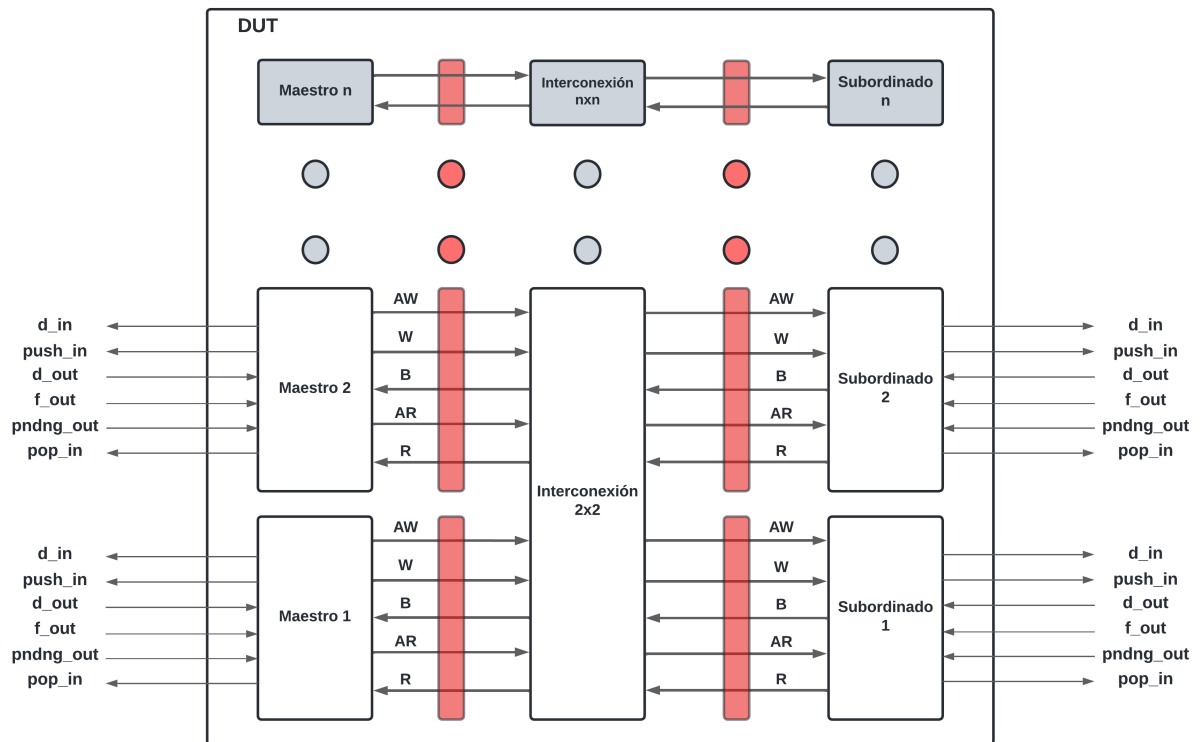 DUT
Maestro n
Interconexión
nxn
Subordinado
n
AW
W
B
AR
R
AW
W
B
AR
R
d_in
push_in
d_out
f_out
pndng_out
pop_in
Maestro 2
Subordinado
2
d_in
push_in
d_out
f_out
pndng_out
pop_in
Interconexión
2x2
AW
W
B
AR
R
AW
W
B
AR
R
d_in
push_in
d_out
f_out
pndng_out
pop_in
Maestro 1
Subordinado
1
d_in
push_in
d_out
f_out
pndng_out
pop_in